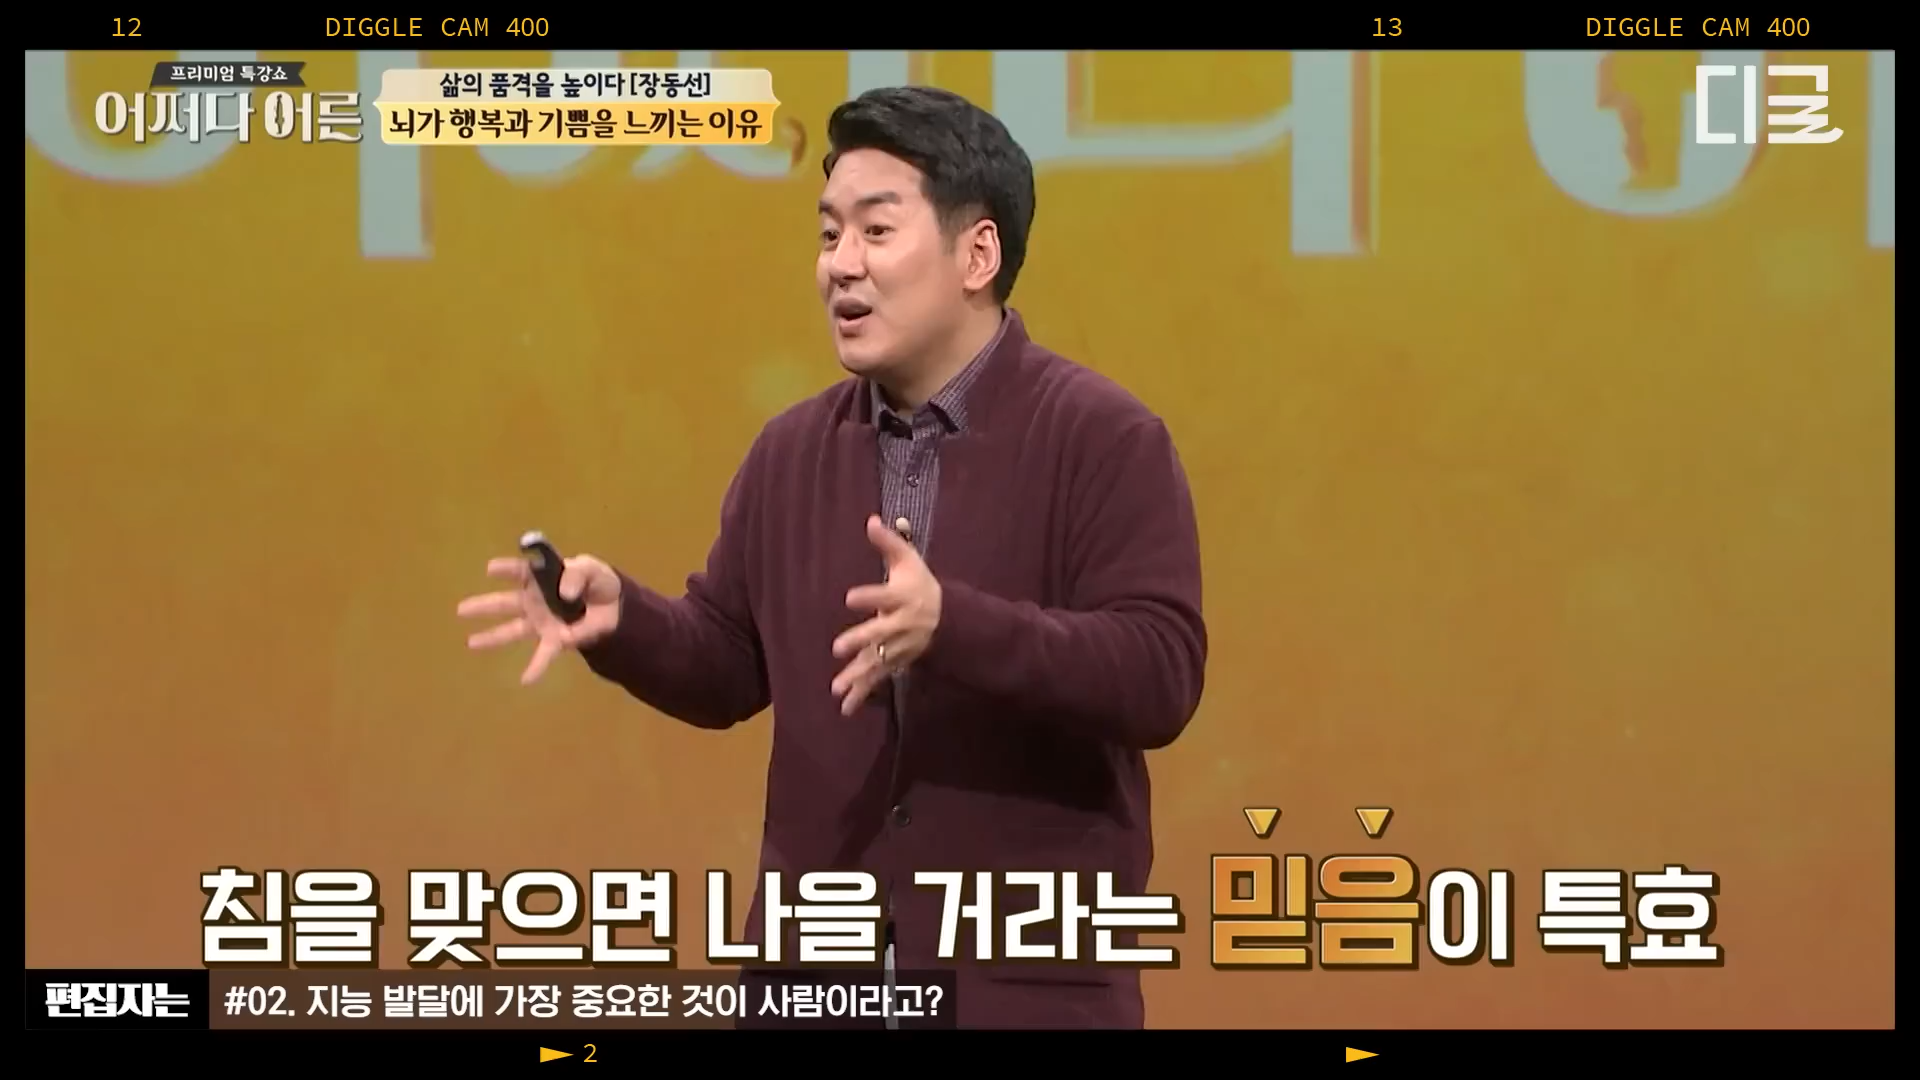 12
DIGGLE CAM 400
13
DIGGLE CAM 400
프리미엄 특강쇼
어쩌다 어른
삶의 품격을 높이다 [장동선]
뇌가 행복과 기쁨을 느끼는 이유
디글
침을 맞으면 나을 거라는 믿음이 특효
편집자는
#02. 지능 발달에 가장 중요한 것이 사람이라고?
2